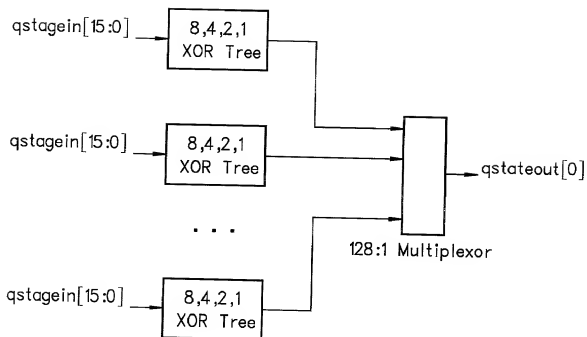 qstagein[15:0]
8,4,2,1
XOR Tree
qstagein[15:0]
8,4,2,1
XOR Tree
qstateout[0]
. . .
128:1 Multiplexor
qstagein[15:0]
8,4,2,1
XOR Tree